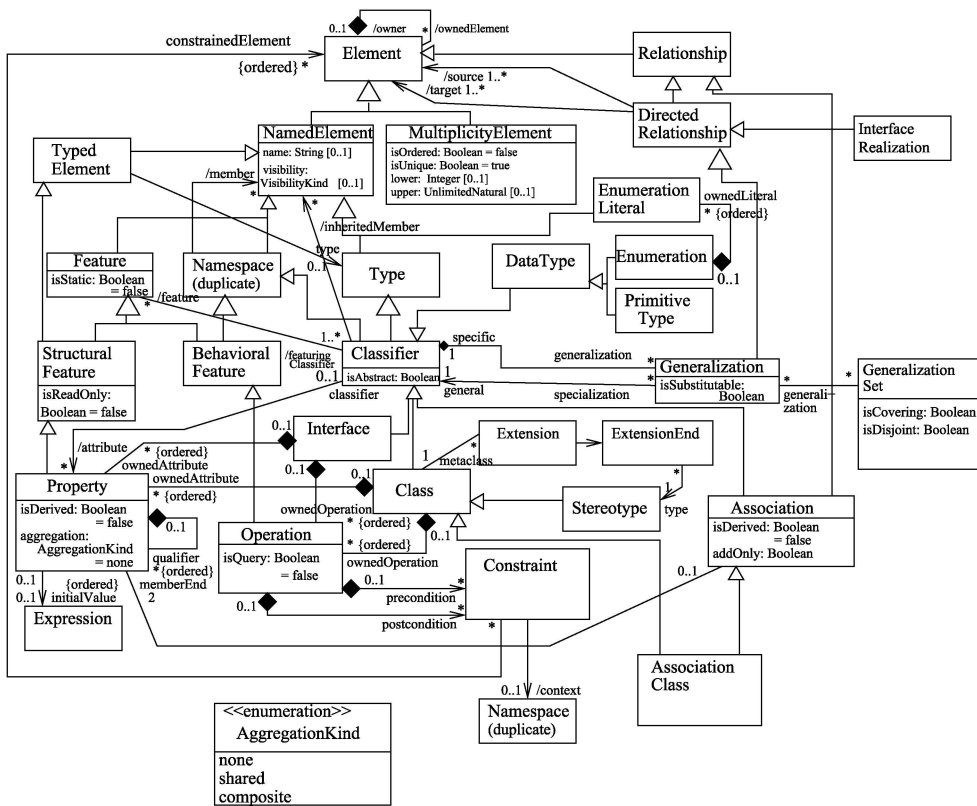 0..1
/owner
*
/ownedElement
constrainedElement
{ordered} *
Element
Relationship
/source 1..*
/target 1..*
Directed
Relationship
Interface
Realization
Typed
Element
NamedElement
name: String [0..1]
visibility:
VisibilityKind [0..1]
MultiplicityElement
isOrdered: Boolean = false
isUnique: Boolean = true
lower: Integer [0..1]
upper: UnlimitedNatural [0..1]
/member
*
*
/inheritedMember
Enumeration
Literal
ownedLiteral
* {ordered}
Feature
isStatic: Boolean
= false
Namespace
(duplicate)
type
0..1
Type
DataType
Enumeration
0..1
Primitive
Type
* /feature
1..*
/featuring
Classifier
0..1
Structural
Feature
isReadOnly:
Boolean = false
Behavioral
Feature
Classifier
isAbstract: Boolean
classifier
specific
1
generalization
*
1
general
specialization
*
Generalization
isSubstitutable:
Boolean
*
generali-
zation
*
Generalization
Set
isCovering: Boolean
isDisjoint: Boolean
/attribute
*
0..1
Interface
* {ordered}
ownedAttribute
0..1
ownedAttribute
* {ordered}
0..1
Class
1
*
metaclass
Extension
ExtensionEnd
*
1
type
Stereotype
Property
isDerived: Boolean
= false
aggregation:
AggregationKind
= none
0..1
qualifier
* {ordered}
memberEnd
2
ownedOperation
* {ordered}
* {ordered}
ownedOperation
0..1
Operation
isQuery: Boolean
= false
0..1
precondition
*
0..1
postcondition
*
Constraint
*
Association
isDerived: Boolean
= false
addOnly: Boolean
0..1
0..1
{ordered}
0..1 initialValue
Expression
Association
Class
0..1 /context
Namespace
(duplicate)
<<enumeration>>
AggregationKind
none
shared
composite